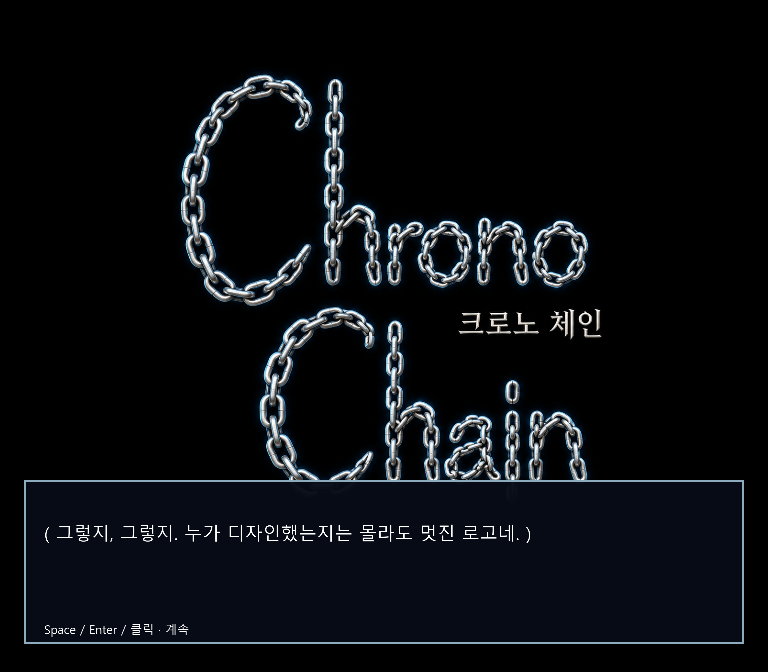 Chrono
크로노 체인
Chain
( 그렇지, 그렇지. 누가 디자인했는지는 몰라도 멋진 로고네. )
Space / Enter / 클릭 · 계속